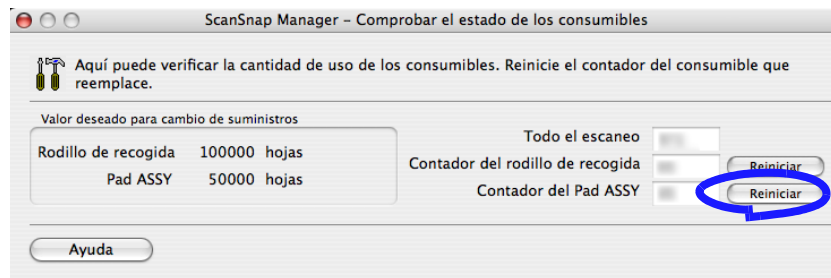 ScanSnap Manager – Comprobar el estado de los consumibles
Aquí puede verificar la cantidad de uso de los consumibles. Reinicie el contador del consumible que
reemplace.
Valor deseado para cambio de suministros
Rodillo de recogida 100000 hojas
Pad ASSY 50000 hojas
Todo el escaneo
Contador del rodillo de recogida Reiniciar
Contador del Pad ASSY Reiniciar
Ayuda